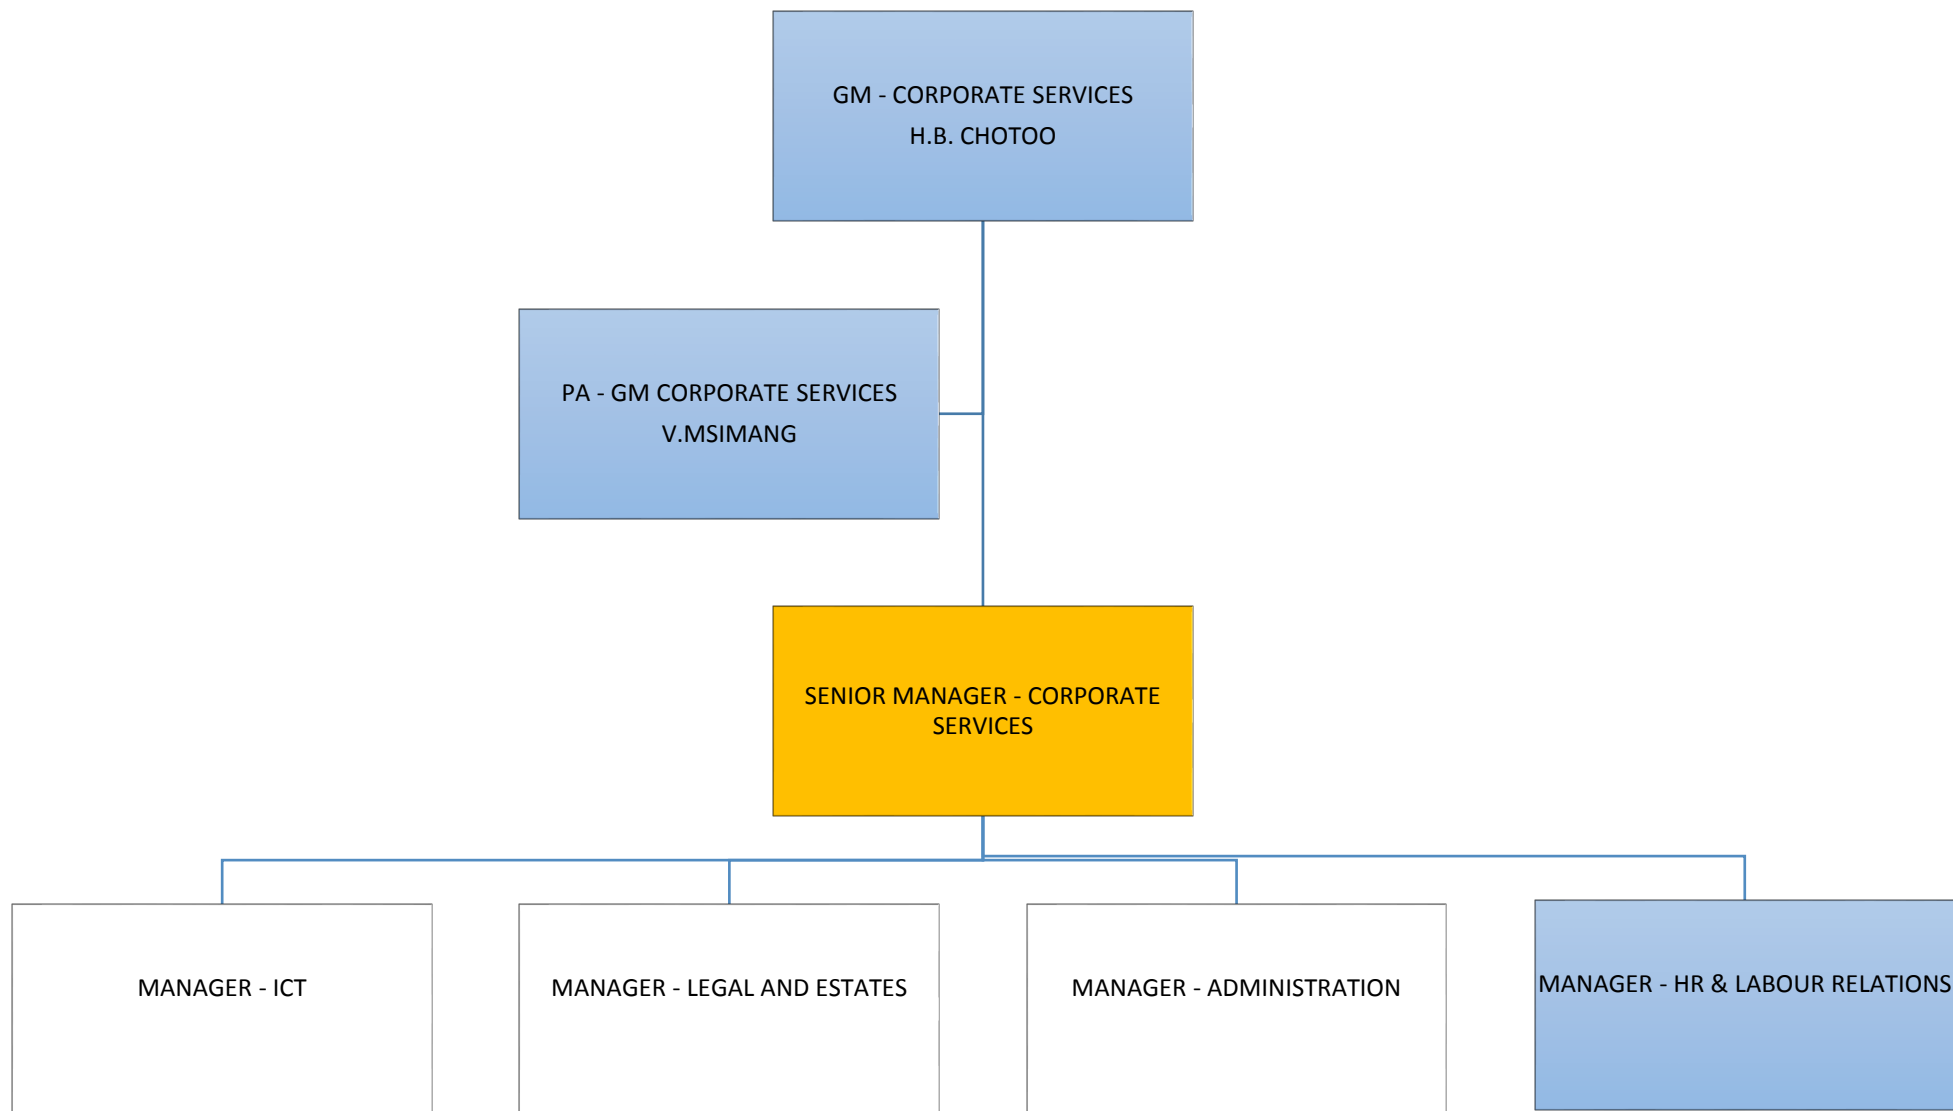 GM - CORPORATE SERVICES
H.B. CHOTOO
PA - GM CORPORATE SERVICES
V.MSIMANG
SENIOR MANAGER - CORPORATE
SERVICES
MANAGER - ICT
MANAGER - LEGAL AND ESTATES
MANAGER - ADMINISTRATION
MANAGER - HR & LABOUR RELATIONS